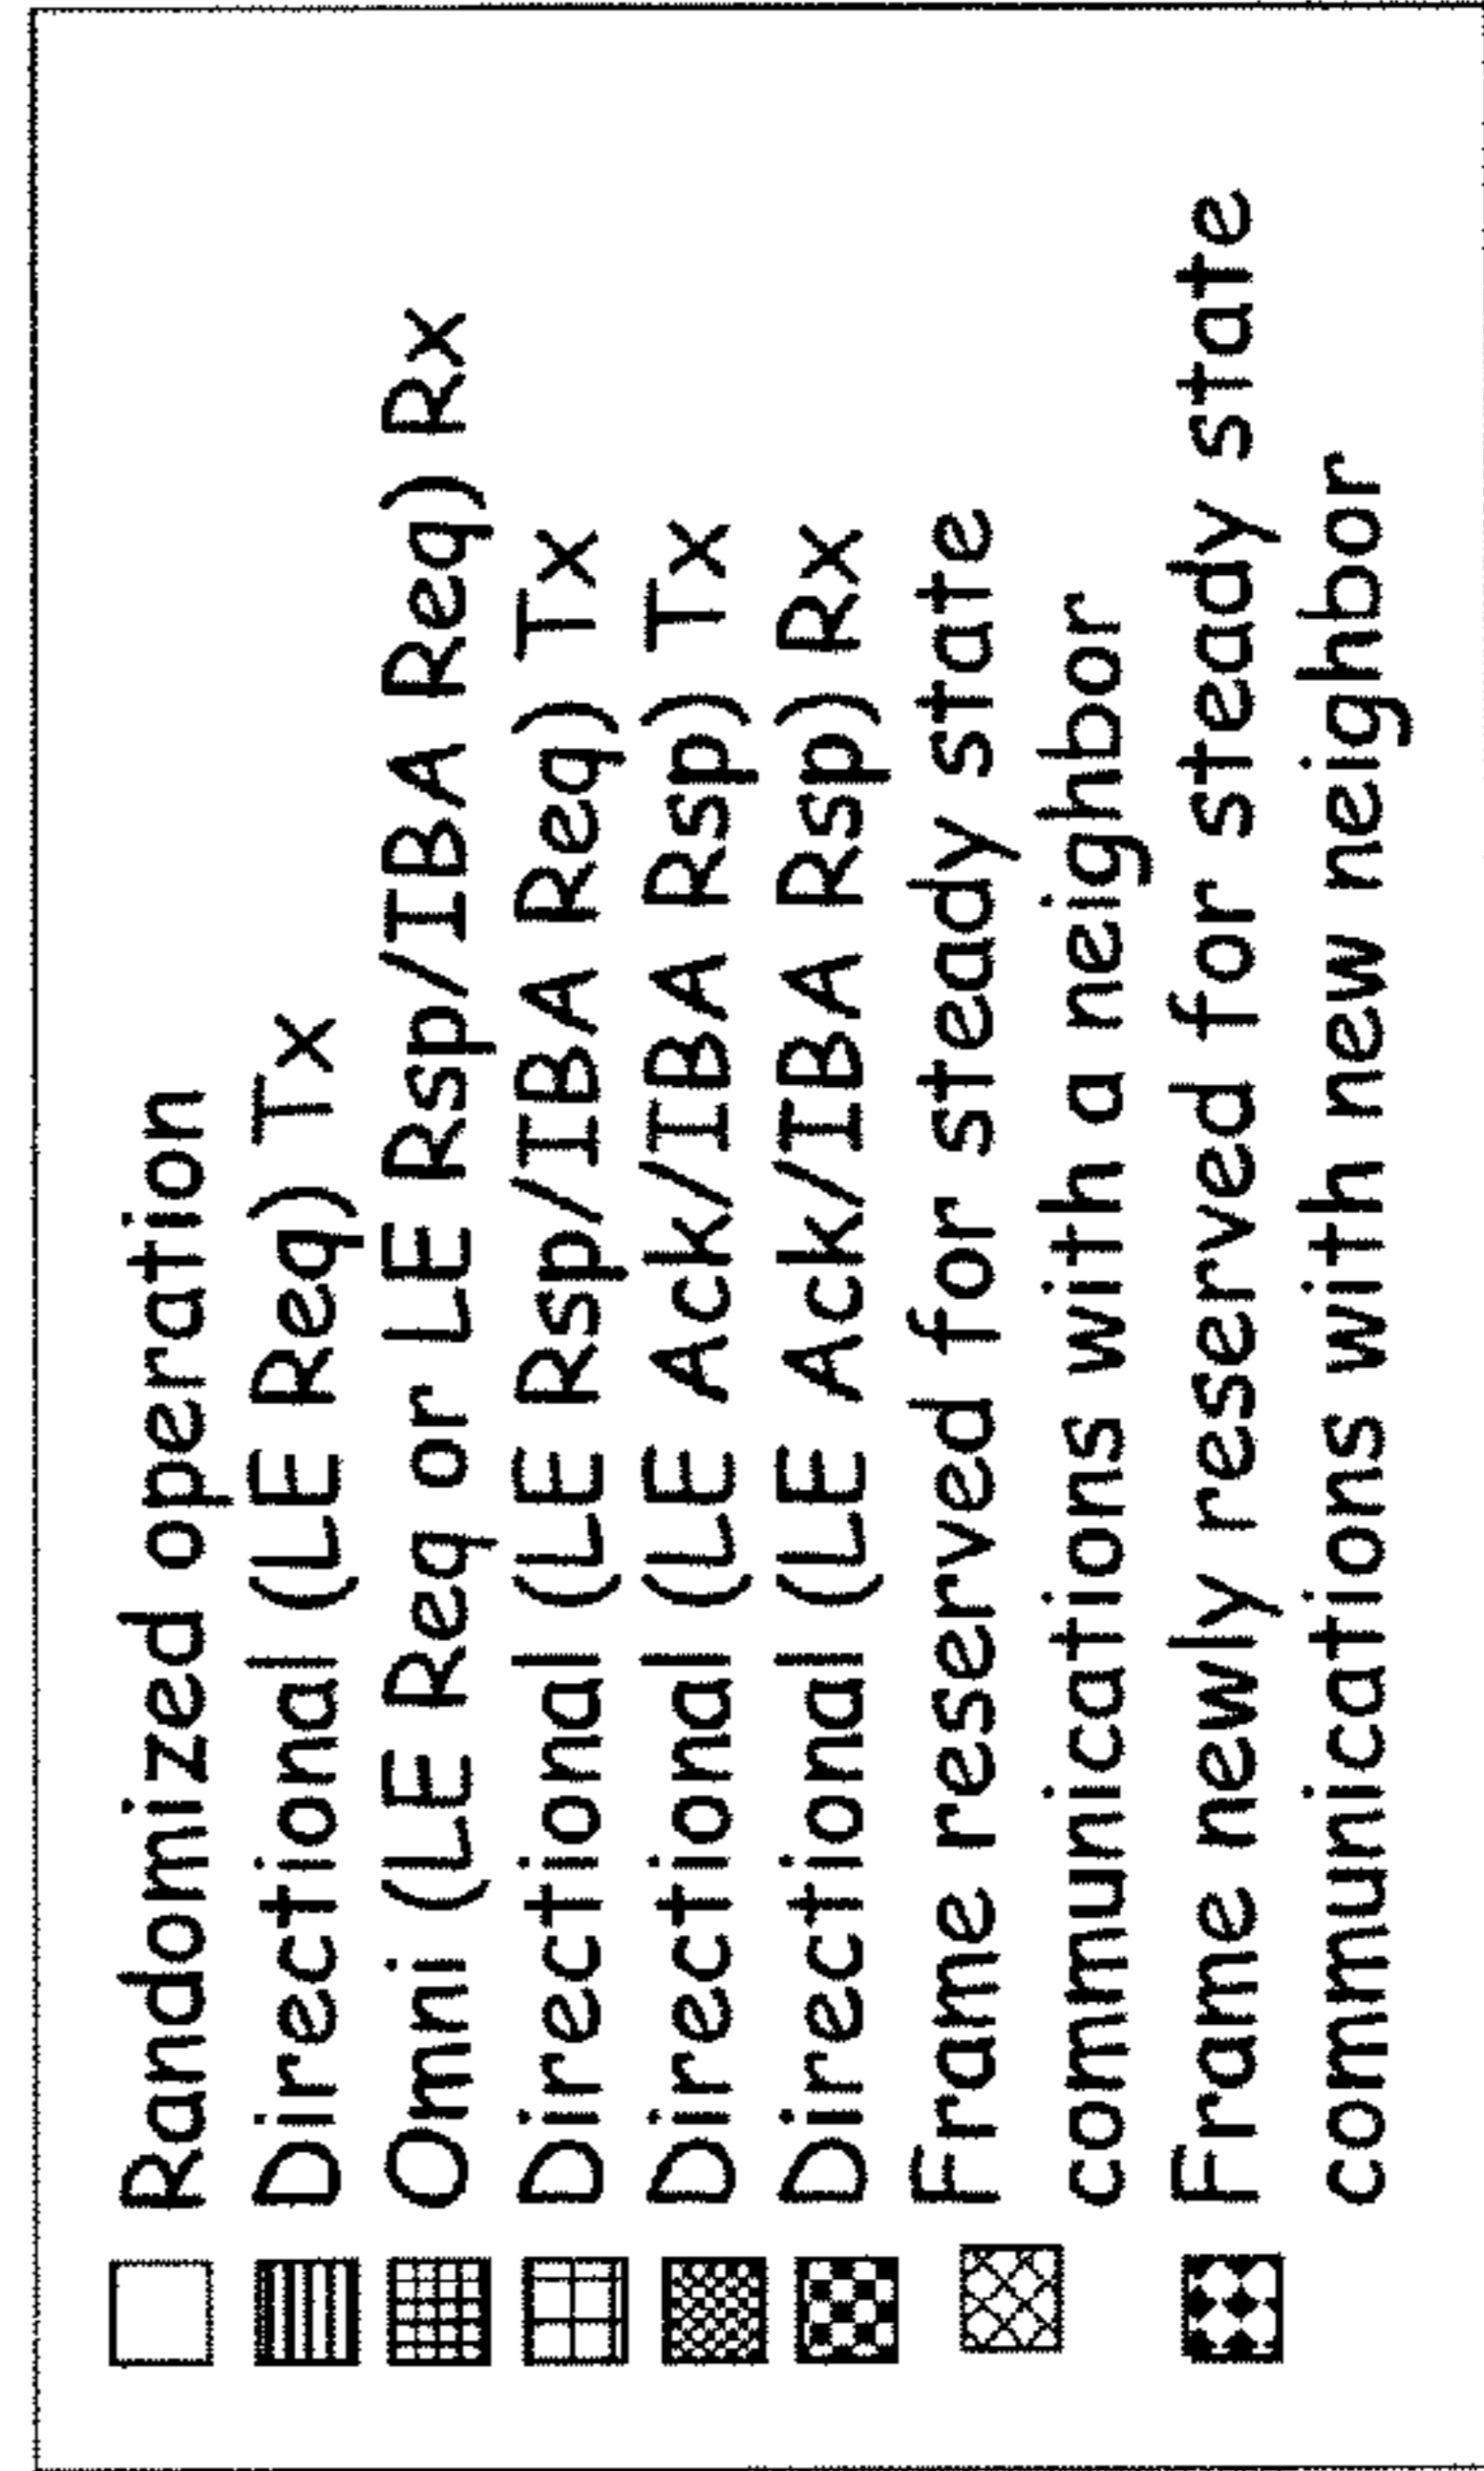 Randomized operation
Directional (LE Req) Tx
Omni (LE Req or LE Rsp/IBA Req) Rx
Directional (LE Rsp/IBA Req) Tx
Directional (LE Ack/IBA Rsp) Tx
Directional (LE Ack/IBA Rsp) Rx
Frame reserved for steady state
communications with a neighbor
Frame newly reserved for steady state
communications with new neighbor